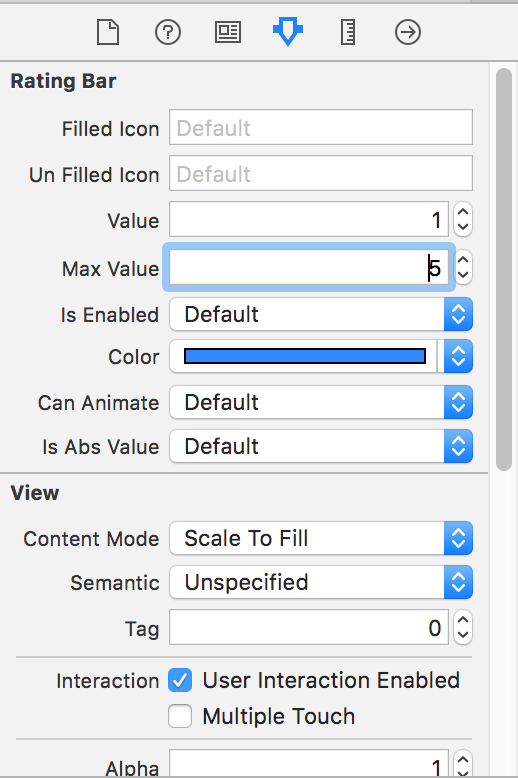 ?
Rating Bar
Filled Icon Default
Un Filled Icon Default
Value 1
Max Value 5
Is Enabled Default
Color
Can Animate Default
Is Abs Value Default
View
Content Mode Scale To Fill
Semantic Unspecified
Tag 0
Interaction User Interaction Enabled
Multiple Touch
Alpha 1